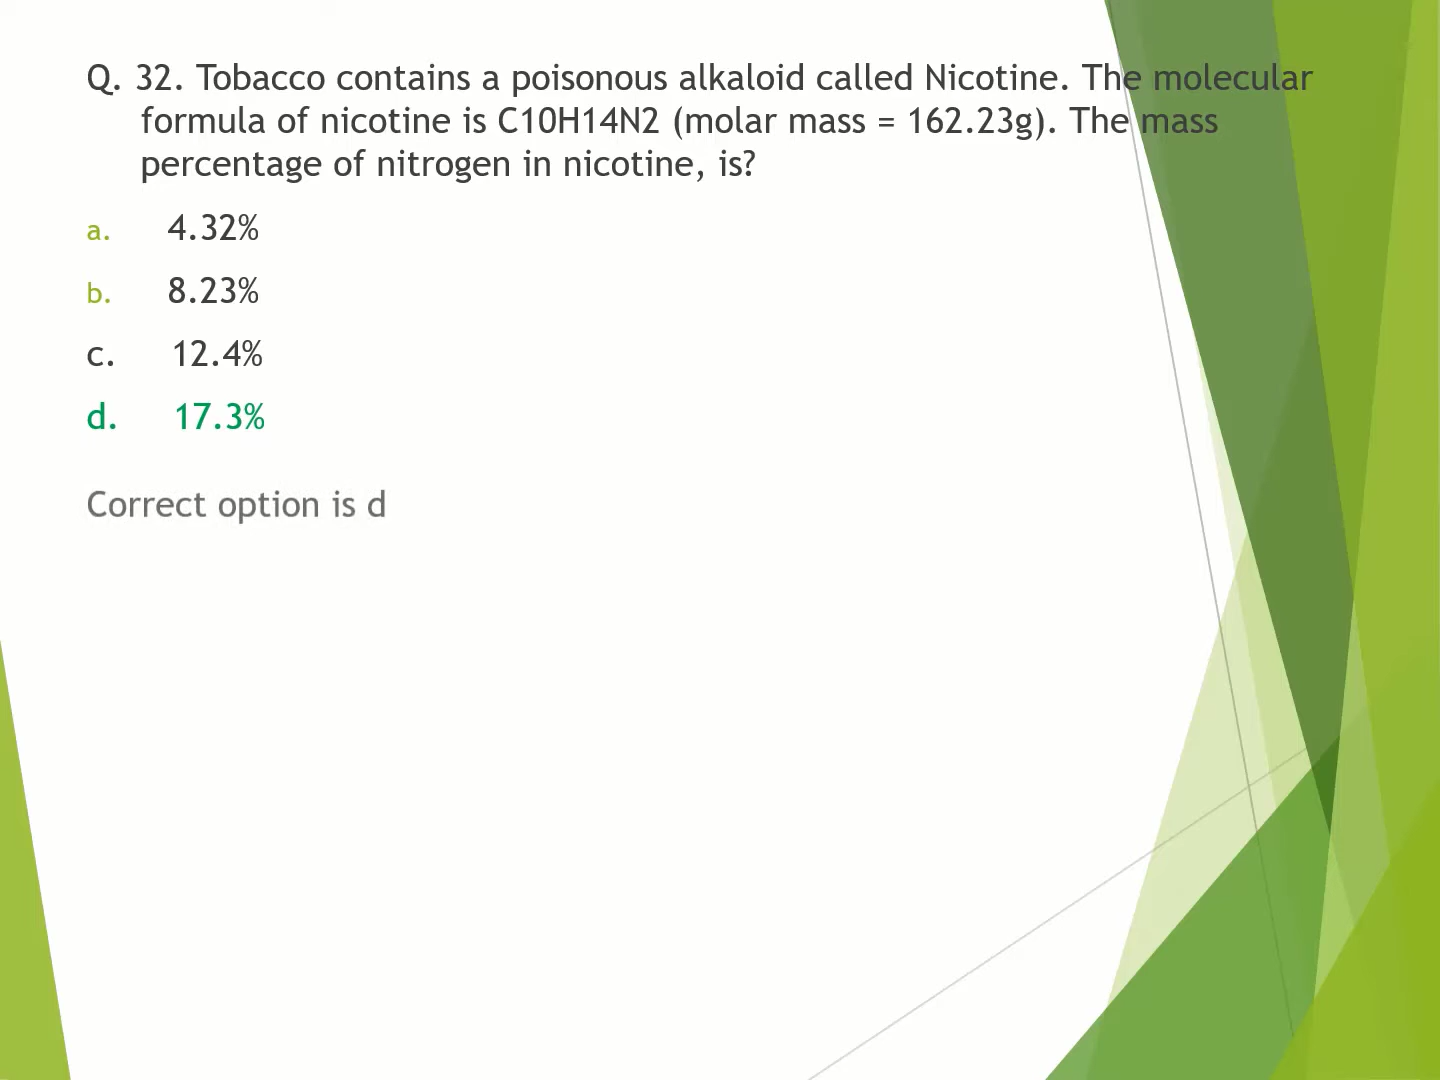 Q. 32. Tobacco contains a poisonous alkaloid called Nicotine. The molecular
formula of nicotine is C10H14N2 (molar mass = 162.23g). The mass
percentage of nitrogen in nicotine, is?
a. 4.32%
b. 8.23%
c. 12.4%
d. 17.3%
Correct option is d